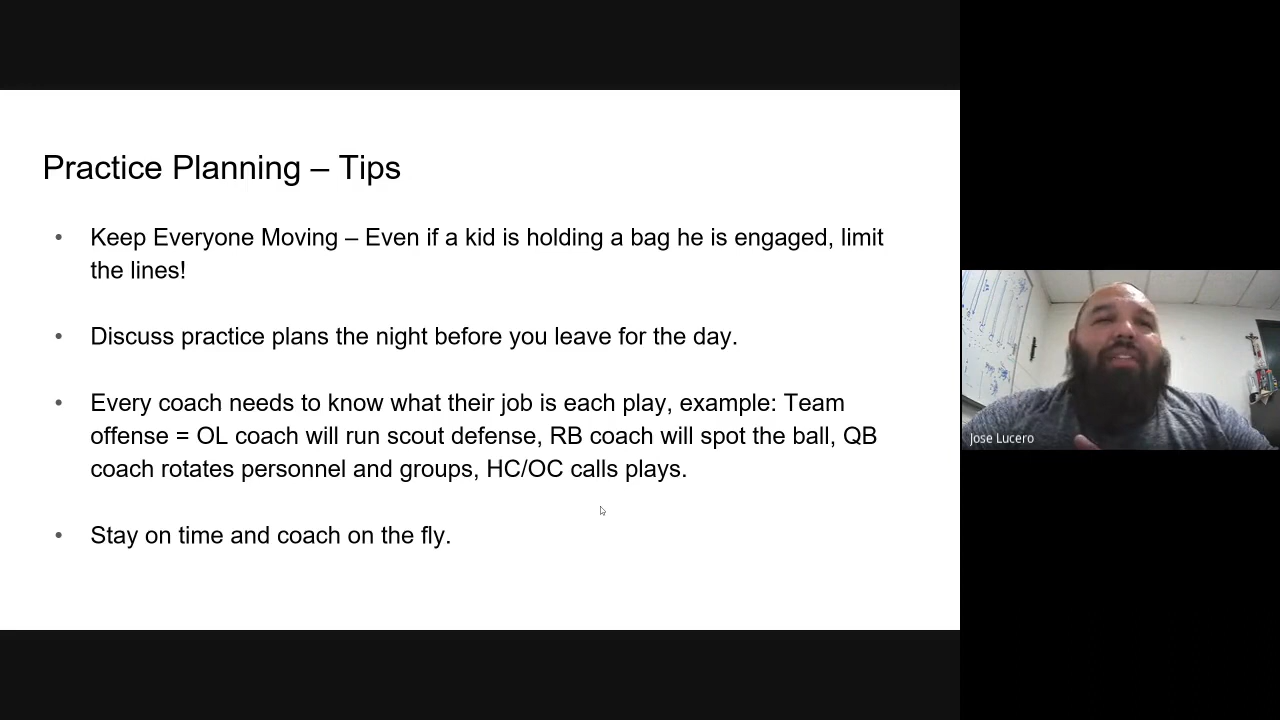 Practice Planning – Tips
• Keep Everyone Moving – Even if a kid is holding a bag he is engaged, limit
the lines!
• Discuss practice plans the night before you leave for the day.
• Every coach needs to know what their job is each play, example: Team
offense = OL coach will run scout defense, RB coach will spot the ball, QB
coach rotates personnel and groups, HC/OC calls plays.
• Stay on time and coach on the fly.
Jose Lucero